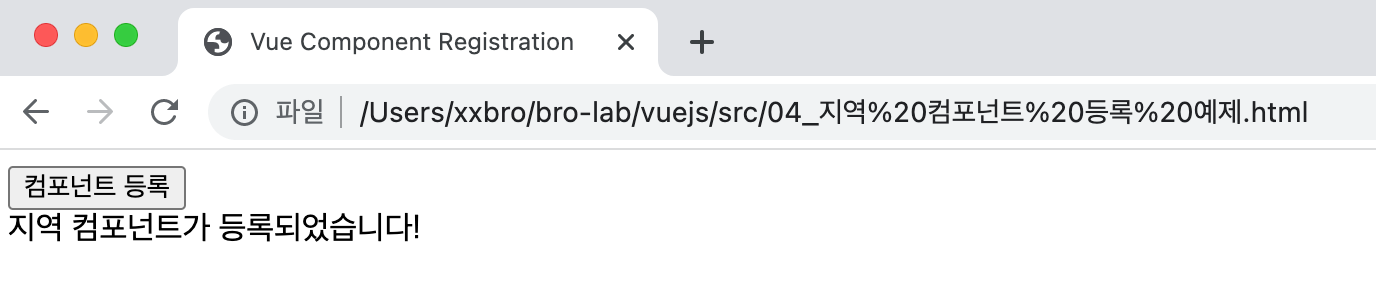 Vue Component Registration
파일 /Users/xxbro/bro-lab/vuejs/src/04_지역%20컴포넌트%20등록%20예제.html
컴포넌트 등록
지역 컴포넌트가 등록되었습니다!